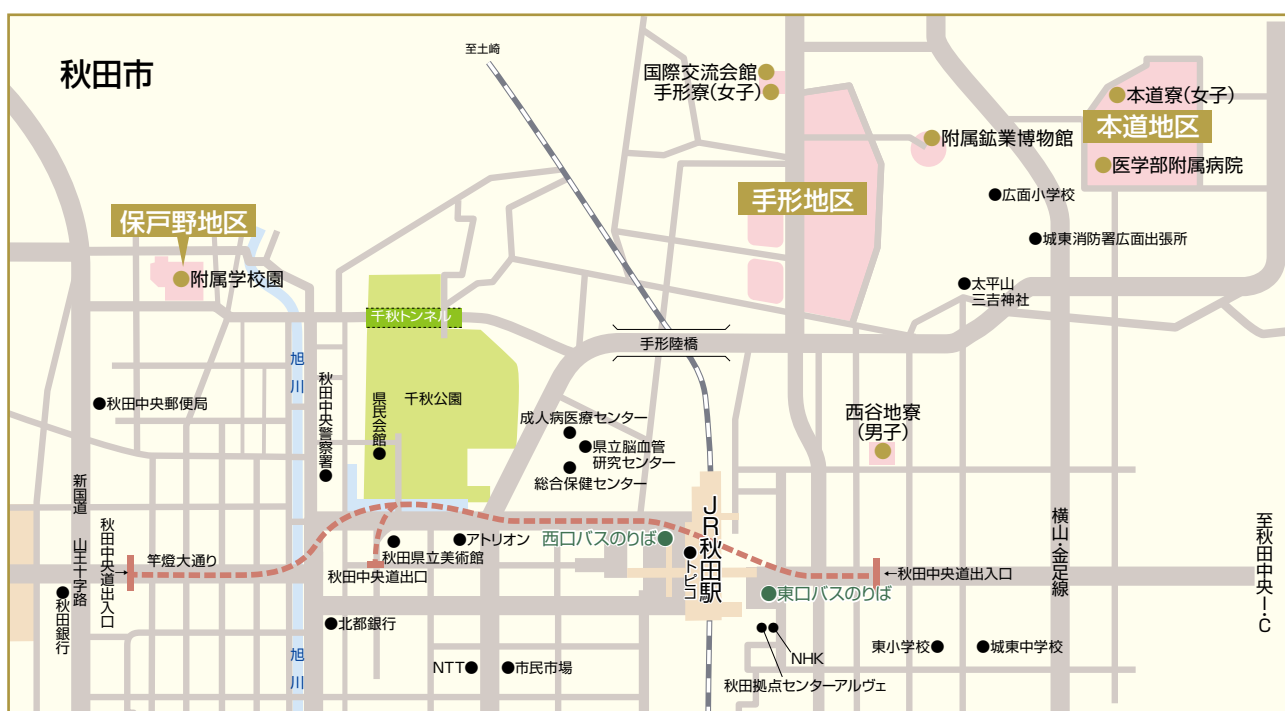 秋田市
至土崎
国際交流会館
手形寮(女子)
本道寮(女子)
本道地区
附属鉱業博物館
医学部附属病院
手形地区
広面小学校
保戸野地区
城東消防署広面出張所
附属学校園
太平山
三吉神社
千秋トンネル
手形陸橋
旭川
秋田中央警察署
県民会館
千秋公園
秋田中央郵便局
成人病医療センター
県立脳血管
研究センター
総合保健センター
西谷地寮
(男子)
新国道
山王十字路
秋田中央道出入口
竿燈大通り
秋田県立美術館
アトリオン
秋田中央道出口
西口バスのりば
JR秋田駅
トピコ
←秋田中央道出入口
東口バスのりば
横山・金足線
至秋田中央I・C
秋田銀行
北都銀行
旭川
NTT
市民市場
NHK
秋田拠点センターアルヴェ
東小学校
城東中学校